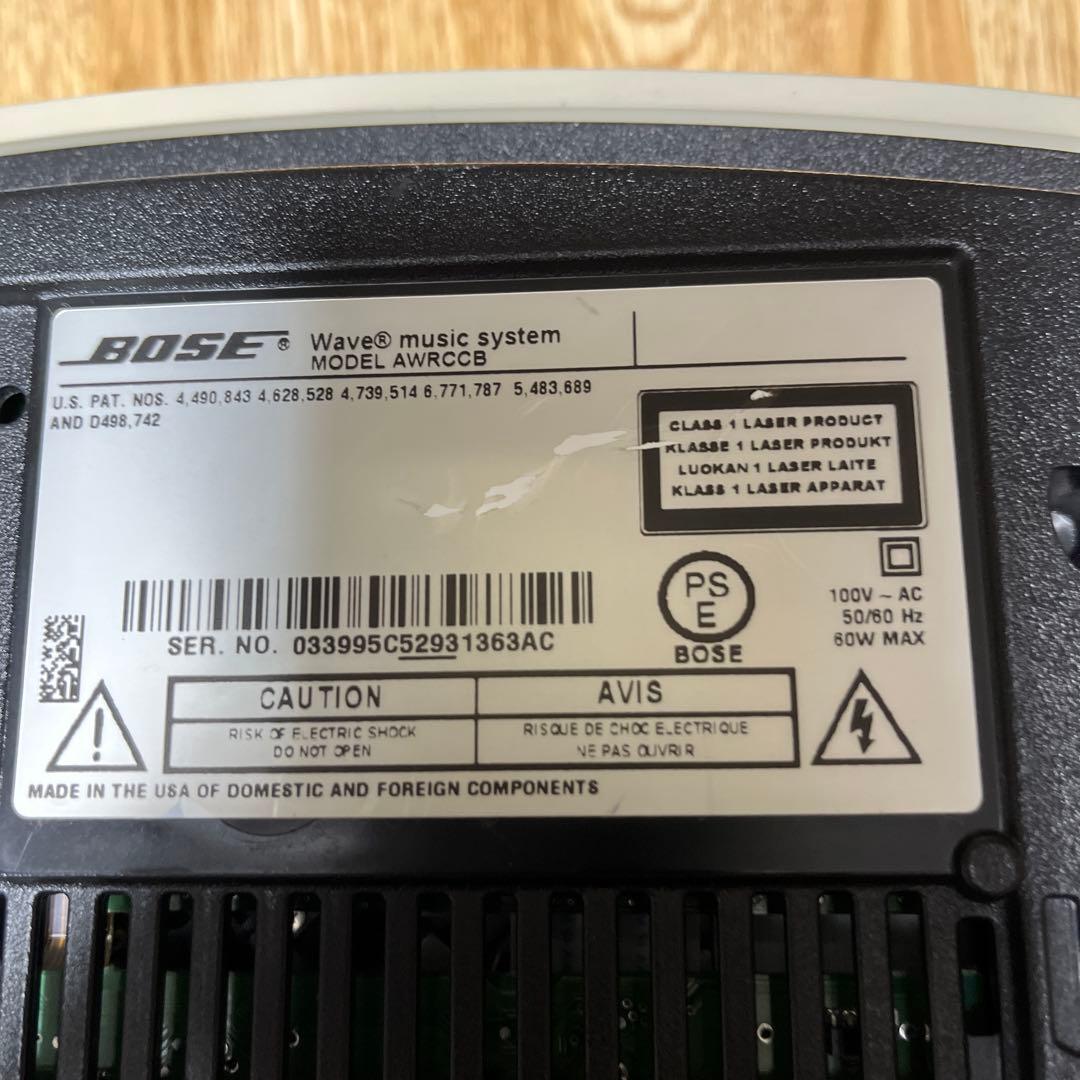 BOSE® Wave® music system
MODEL AWRCCB
U.S. PAT. NOS. 4,490,843 4,628,528 4,739,514 6,771,787 5,483,689
AND D498,742
CLASS 1 LASER PRODUCT
KLASSE 1 LASER PRODUKT
LUOKAN 1 LASER LAITE
KLASS 1 LASER APPARAT
PS
E
BOSE
100V ~ AC
50/60 Hz
60W MAX
SER. NO. 033995C52931363AC
CAUTION
RISK OF ELECTRIC SHOCK
DO NOT OPEN
AVIS
RISQUE DE CHOC ELECTRIQUE
NE PAS OUVRIR
MADE IN THE USA OF DOMESTIC AND FOREIGN COMPONENTS